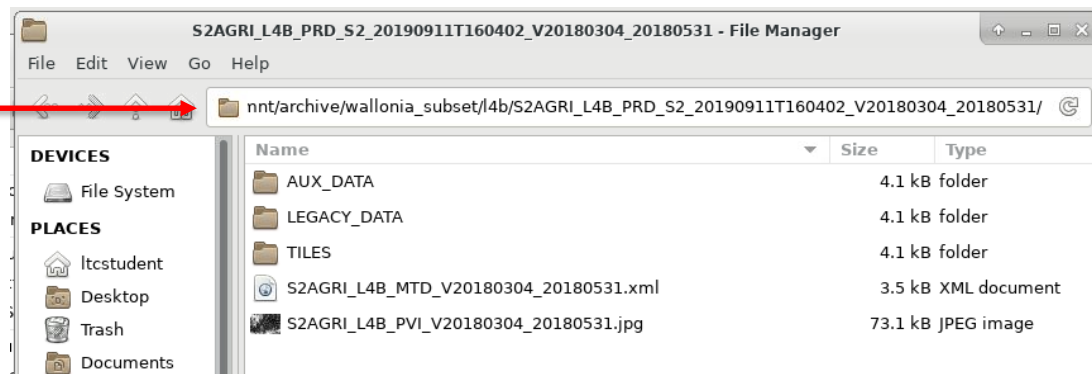 S2AGRI_L4B_PRD_S2_20190911T160402_V20180304_20180531 - File Manager
File Edit View Go Help
nnt/archive/wallonia_subset/l4b/S2AGRI_L4B_PRD_S2_20190911T160402_V20180304_20180531/
DEVICES
File System
PLACES
ltcstudent
Desktop
Trash
Documents
Name Size Type
AUX_DATA 4.1 kB folder
LEGACY_DATA 4.1 kB folder
TILES 4.1 kB folder
S2AGRI_L4B_MTD_V20180304_20180531.xml 3.5 kB XML document
S2AGRI_L4B_PVI_V20180304_20180531.jpg 73.1 kB JPEG image